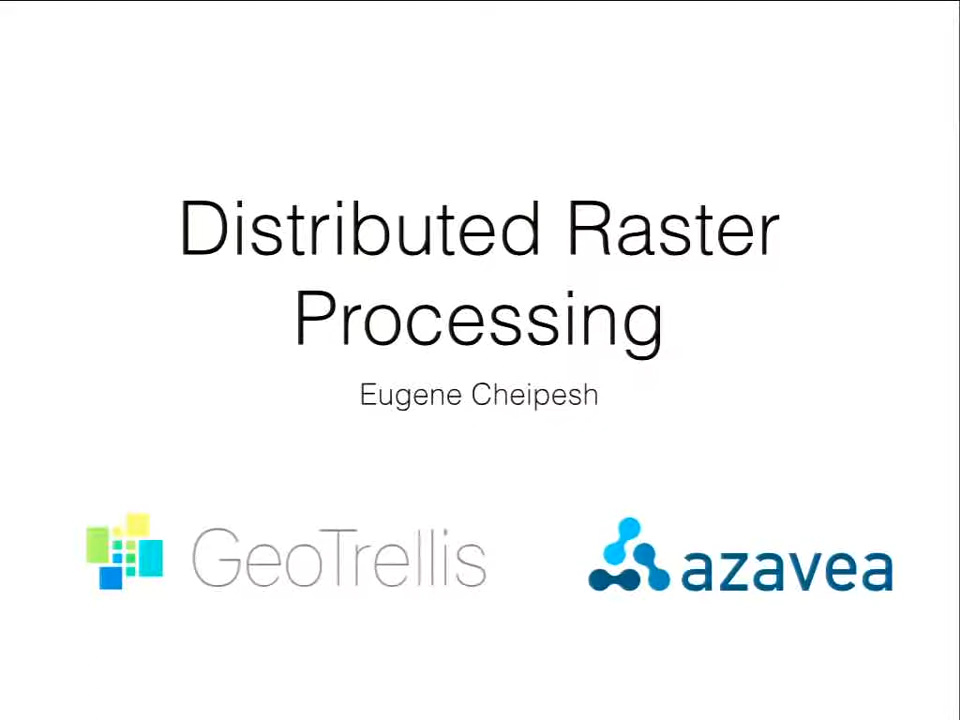 Distributed Raster
Processing
Eugene Cheipesh
GeoTrellis
azavea